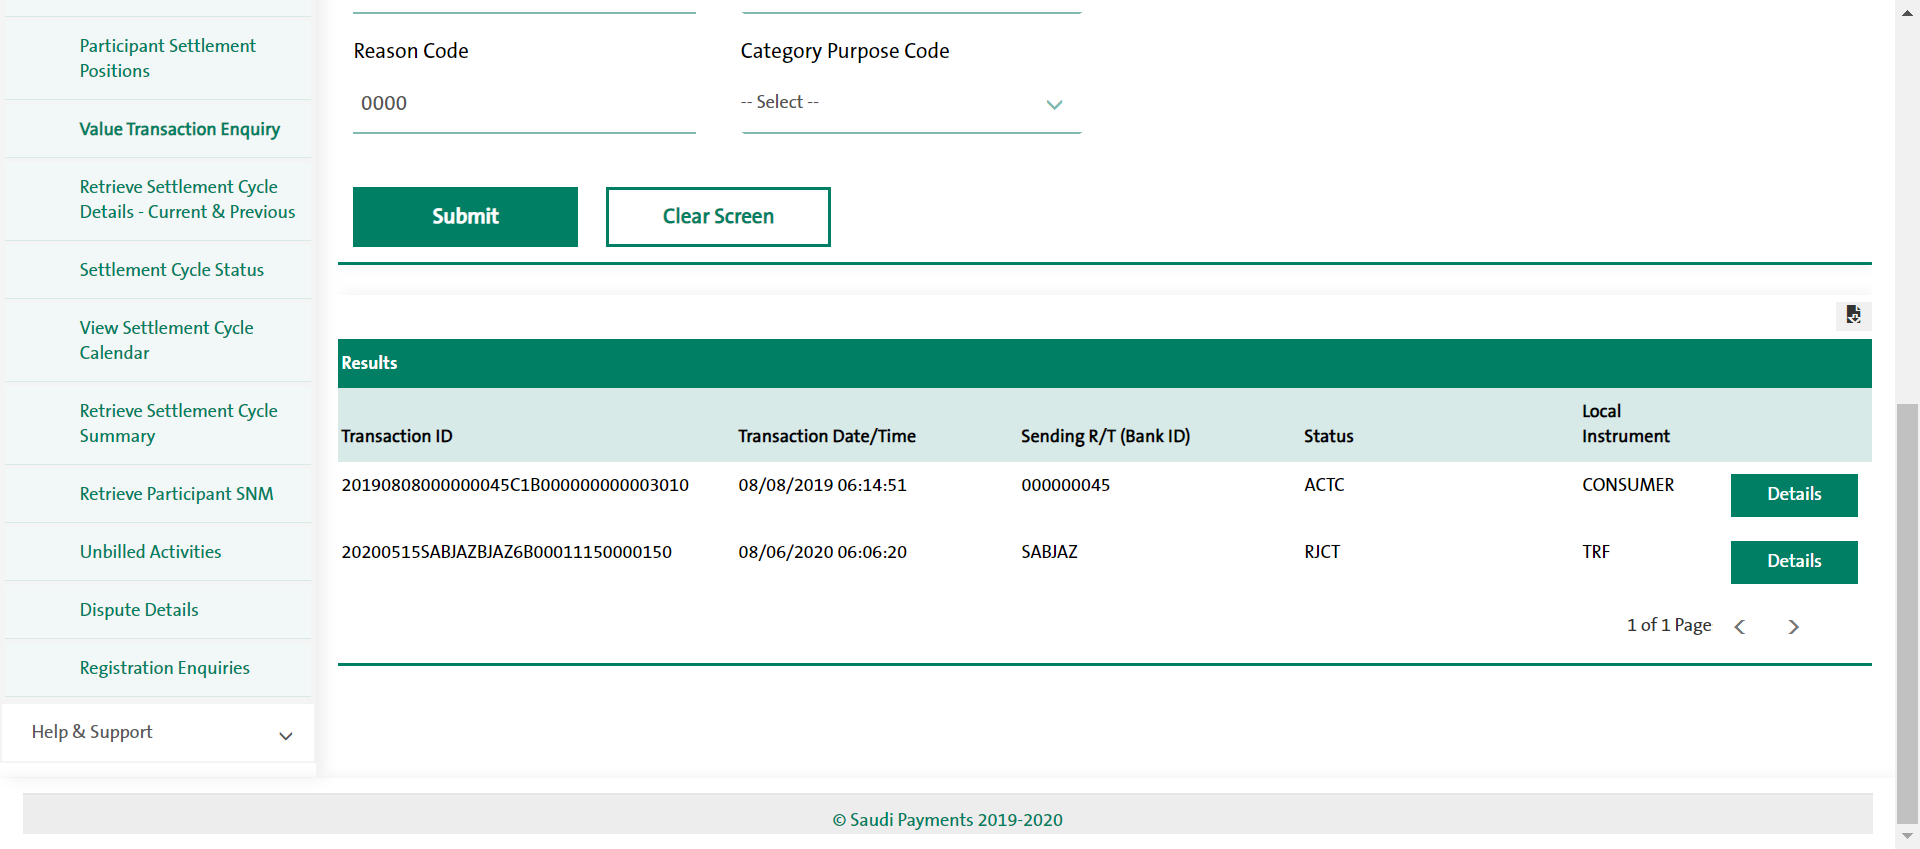 Participant Settlement
Positions
Value Transaction Enquiry
Retrieve Settlement Cycle
Details - Current & Previous
Settlement Cycle Status
View Settlement Cycle
Calendar
Retrieve Settlement Cycle
Summary
Retrieve Participant SNM
Unbilled Activities
Dispute Details
Registration Enquiries
Help & Support
Reason Code
Category Purpose Code
0000
-- Select --
Submit
Clear Screen
Results
Transaction ID
Transaction Date/Time
Sending R/T (Bank ID)
Status
Local
Instrument
20190808000000045C1B000000000003010
08/08/2019 06:14:51
000000045
ACTC
CONSUMER
Details
20200515SABJAZBJAZ6B00011150000150
08/06/2020 06:06:20
SABJAZ
RJCT
TRF
Details
1 of 1 Page
© Saudi Payments 2019-2020